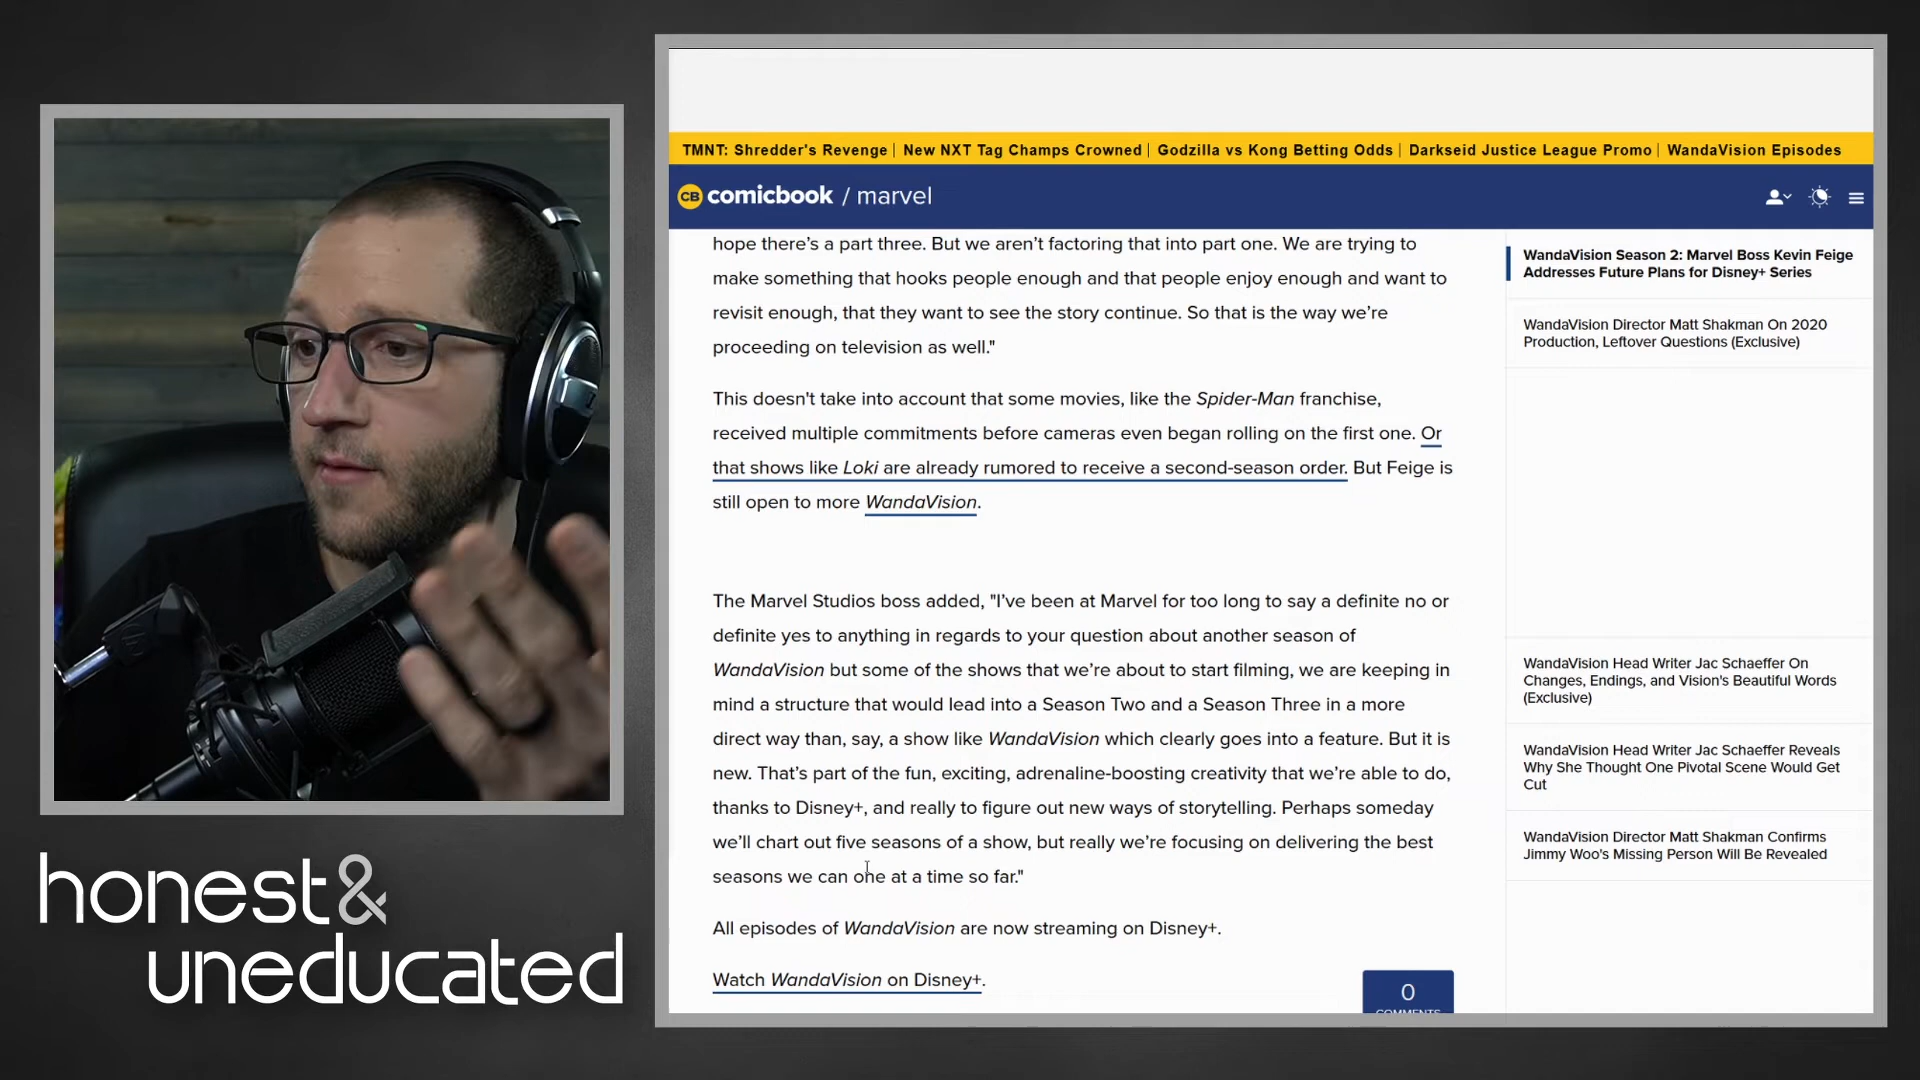 TMNT: Shredder's Revenge | New NXT Tag Champs Crowned | Godzilla vs Kong Betting Odds | Darkseid Justice League Promo | WandaVision Episodes
CB comicbook / marvel
hope there's a part three. But we aren't factoring that into part one. We are trying to
make something that hooks people enough and that people enjoy enough and want to
revisit enough, that they want to see the story continue. So that is the way we're
proceeding on television as well."
This doesn't take into account that some movies, like the Spider-Man franchise,
received multiple commitments before cameras even began rolling on the first one. Or
that shows like Loki are already rumored to receive a second-season order. But Feige is
still open to more WandaVision.
The Marvel Studios boss added, "I've been at Marvel for too long to say a definite no or
definite yes to anything in regards to your question about another season of
WandaVision but some of the shows that we're about to start filming, we are keeping in
mind a structure that would lead into a Season Two and a Season Three in a more
direct way than, say, a show like WandaVision which clearly goes into a feature. But it is
new. That's part of the fun, exciting, adrenaline-boosting creativity that we're able to do,
thanks to Disney+, and really to figure out new ways of storytelling. Perhaps someday
we'll chart out five seasons of a show, but really we're focusing on delivering the best
seasons we can one at a time so far."
All episodes of WandaVision are now streaming on Disney+.
Watch WandaVision on Disney+.
0
COMMENTS
WandaVision Season 2: Marvel Boss Kevin Feige
Addresses Future Plans for Disney+ Series
WandaVision Director Matt Shakman On 2020
Production, Leftover Questions (Exclusive)
WandaVision Head Writer Jac Schaeffer On
Changes, Endings, and Vision's Beautiful Words
(Exclusive)
WandaVision Head Writer Jac Schaeffer Reveals
Why She Thought One Pivotal Scene Would Get
Cut
WandaVision Director Matt Shakman Confirms
Jimmy Woo's Missing Person Will Be Revealed
honest&
uneducated